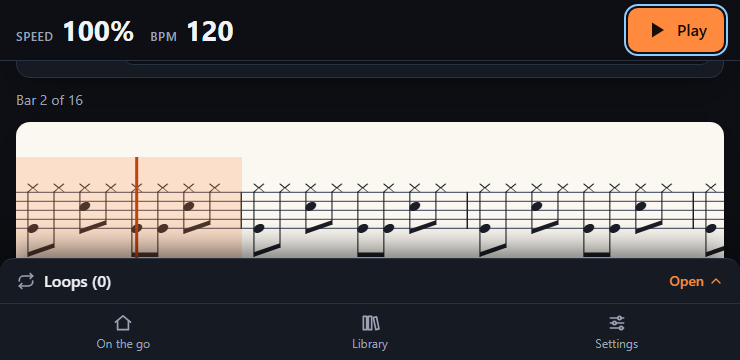 SPEED 100% BPM 120
Play
Bar 2 of 16
Loops (0)
Open
On the go
Library
Settings